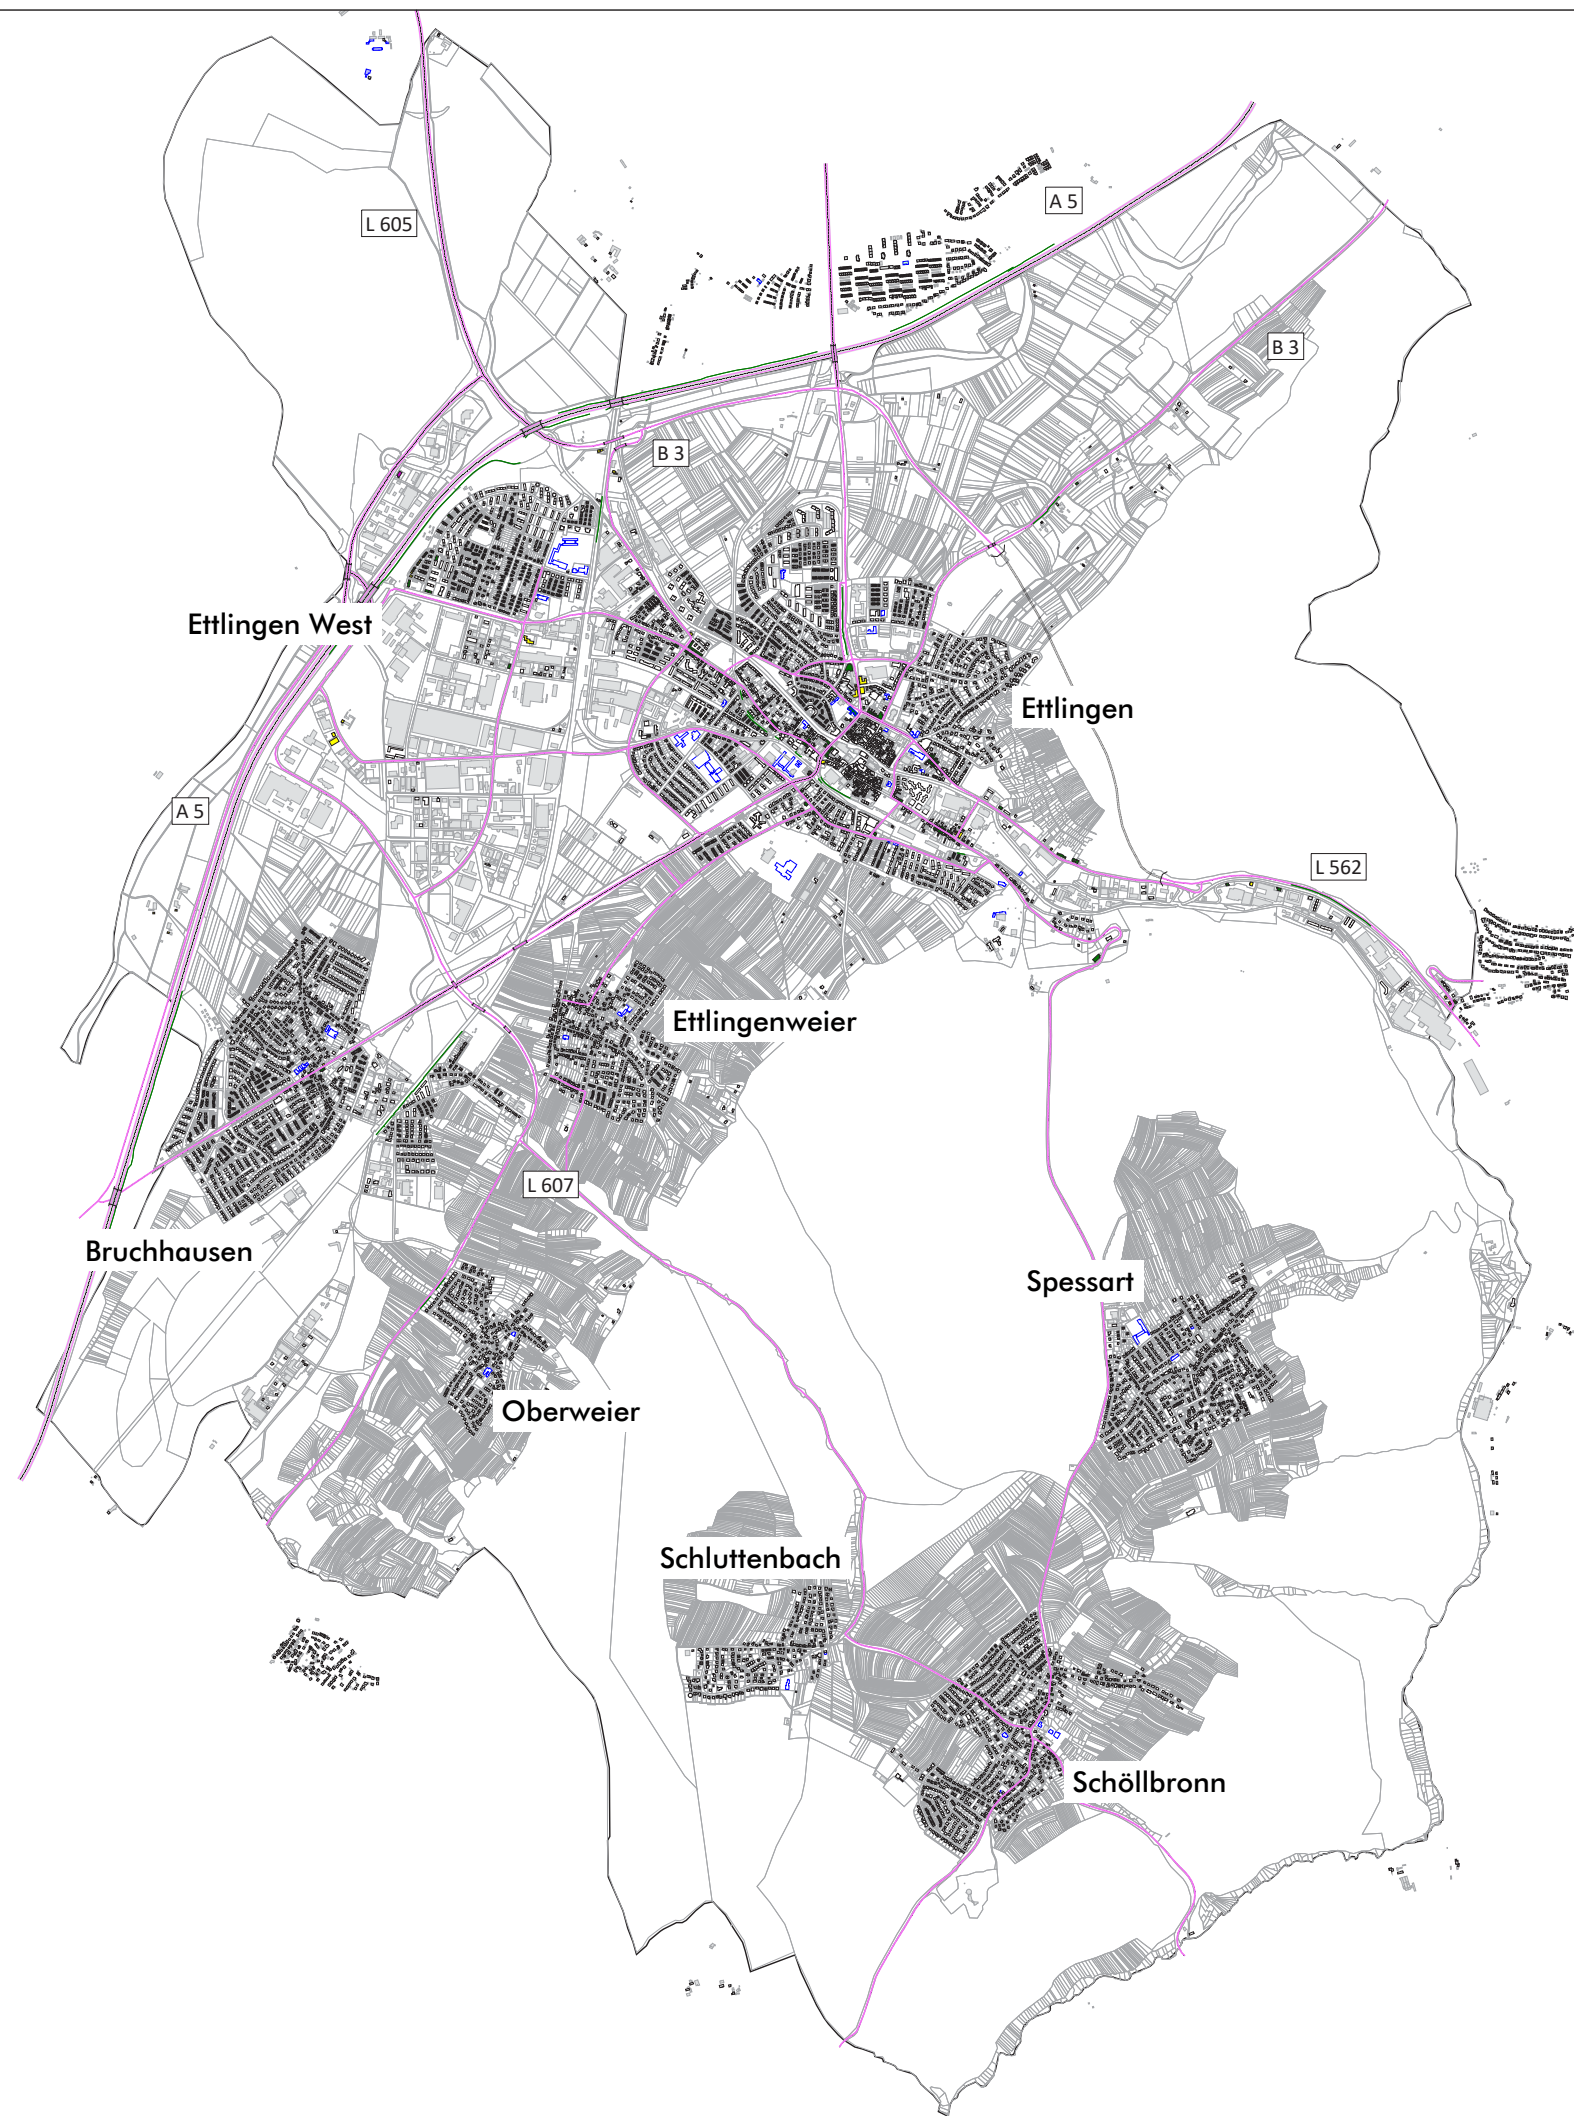 A 5
L 605
B 3
B 3
Ettlingen West
Ettlingen
A 5
L 562
Ettlingenweier
L 607
Bruchhausen
Spessart
Oberweier
Schluttenbach
Schöllbronn